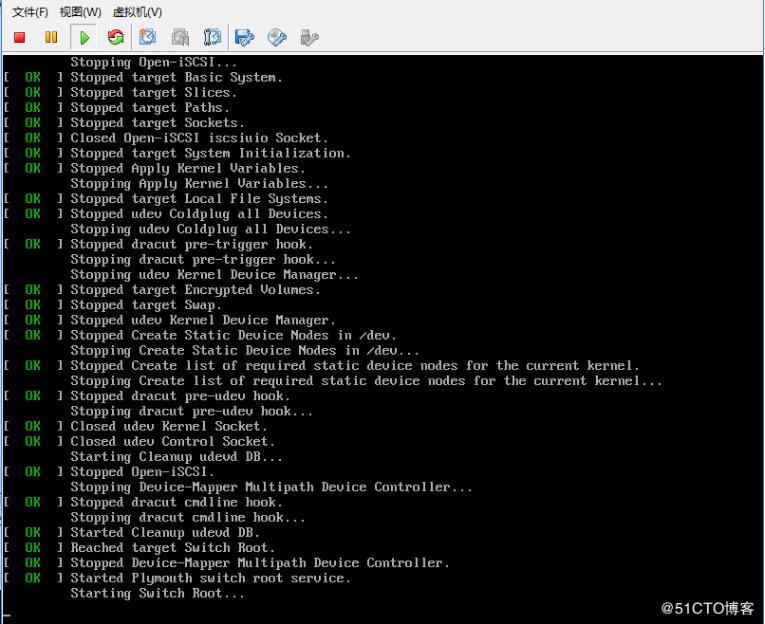 文件(F) 视图(W) 虚拟机(V)
Stopping Open-iSCSI...
[ OK ] Stopped target Basic System.
[ OK ] Stopped target Slices.
[ OK ] Stopped target Paths.
[ OK ] Stopped target Sockets.
[ OK ] Closed Open-iSCSI iscsiuio Socket.
[ OK ] Stopped target System Initialization.
[ OK ] Stopped Apply Kernel Variables.
Stopping Apply Kernel Variables...
[ OK ] Stopped target Local File Systems.
[ OK ] Stopped udev Coldplug all Devices.
Stopping udev Coldplug all Devices...
[ OK ] Stopped dracut pre-trigger hook.
Stopping dracut pre-trigger hook...
Stopping udev Kernel Device Manager...
[ OK ] Stopped target Encrypted Volumes.
[ OK ] Stopped target Swap.
[ OK ] Stopped udev Kernel Device Manager.
[ OK ] Stopped Create Static Device Nodes in /dev.
Stopping Create Static Device Nodes in /dev...
[ OK ] Stopped Create list of required static device nodes for the current kernel.
Stopping Create list of required static device nodes for the current kernel...
[ OK ] Stopped dracut pre-udev hook.
Stopping dracut pre-udev hook...
[ OK ] Closed udev Kernel Socket.
[ OK ] Closed udev Control Socket.
Starting Cleanup udevd DB...
[ OK ] Stopped Open-iSCSI.
Stopping Device-Mapper Multipath Device Controller...
[ OK ] Stopped dracut cmdline hook.
Stopping dracut cmdline hook...
[ OK ] Started Cleanup udevd DB.
[ OK ] Reached target Switch Root.
[ OK ] Stopped Device-Mapper Multipath Device Controller.
[ OK ] Started Plymouth switch root service.
Starting Switch Root...
@51CTO博客